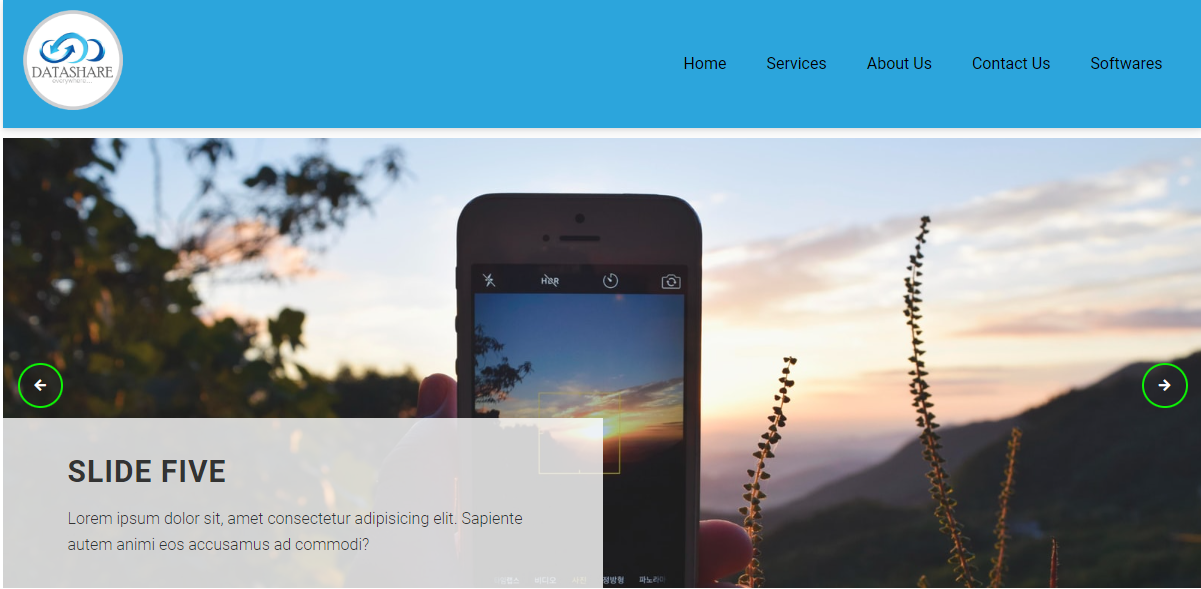 DATASHARE
everywhere....
Home Services About Us Contact Us Softwares
HDR
SLIDE FIVE
Lorem ipsum dolor sit, amet consectetur adipisicing elit. Sapiente
autem animi eos accusamus ad commodi?
비디오 사진 정방형 파노라마